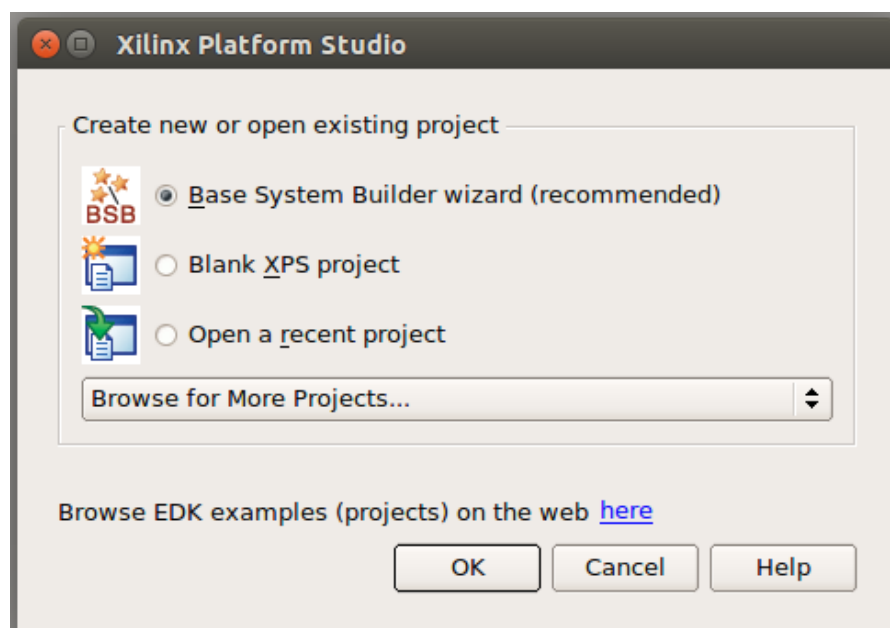 Xilinx Platform Studio
Create new or open existing project
BSB
Base System Builder wizard (recommended)
Blank XPS project
Open a recent project
Browse for More Projects...
Browse EDK examples (projects) on the web here
OK Cancel Help